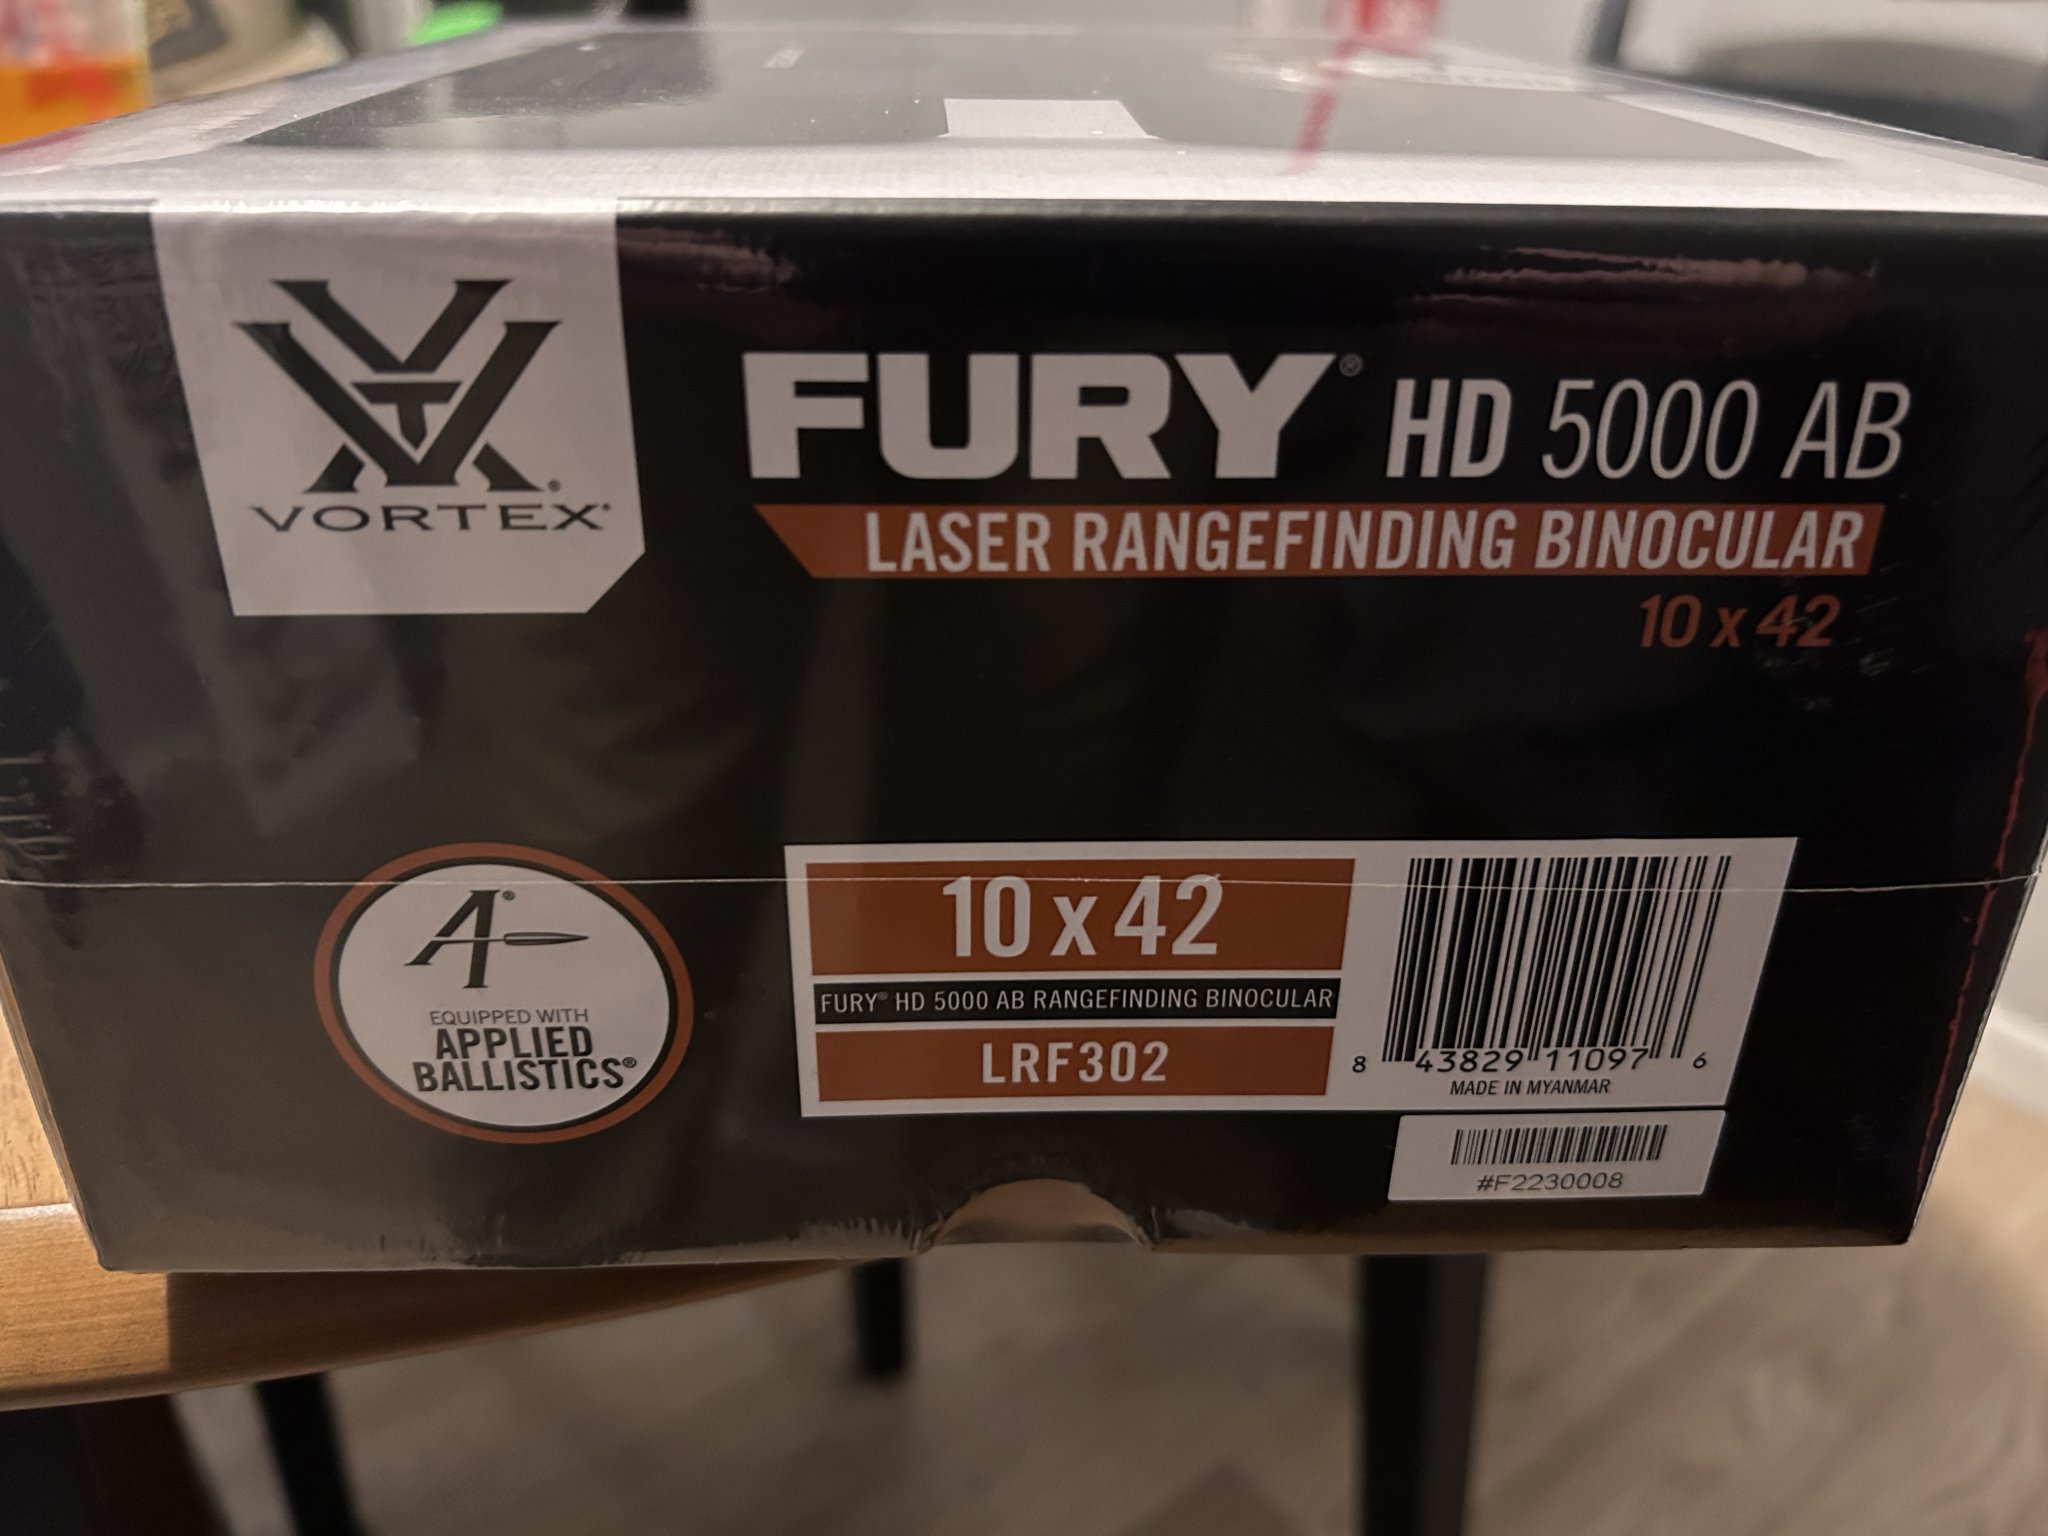 VORTEX®
FURY® HD 5000 AB
LASER RANGEFINDING BINOCULAR
10 x 42
A®
EQUIPPED WITH
APPLIED
BALLISTICS®
10 x 42
FURY® HD 5000 AB RANGEFINDING BINOCULAR
LRF302
8 43829 11097 6
MADE IN MYANMAR
#F2230008